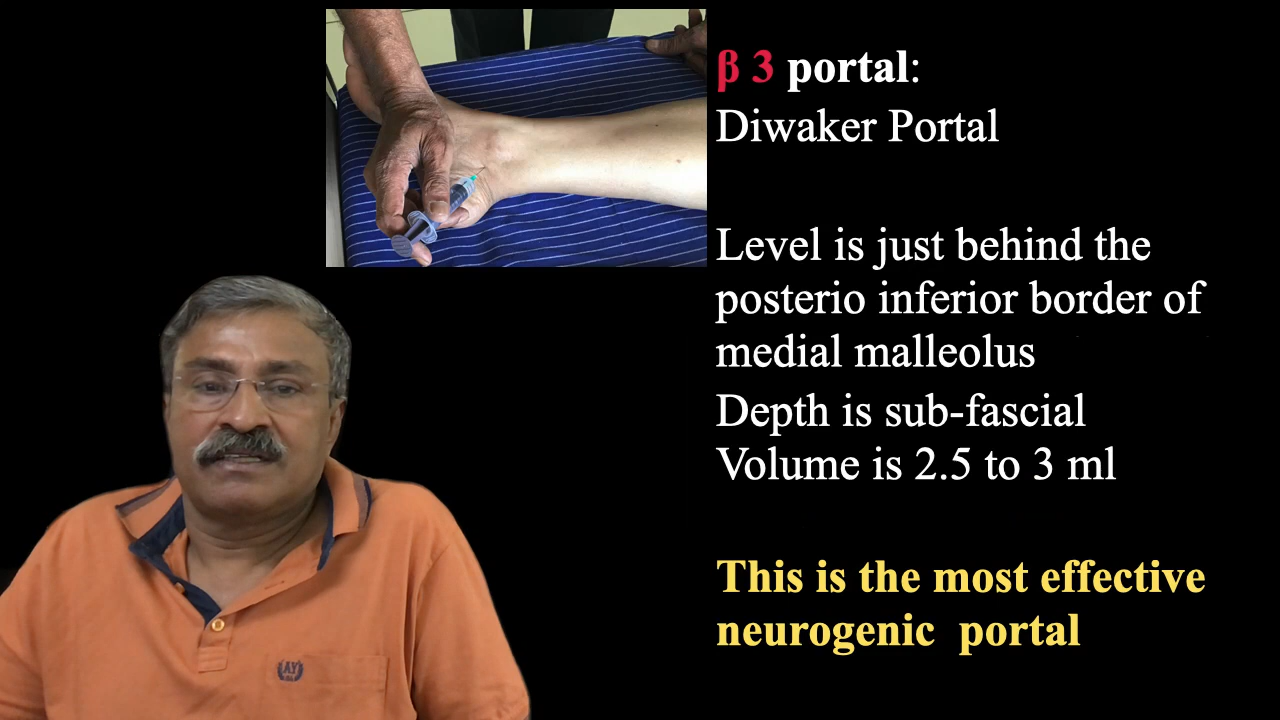 β 3 portal:
Diwaker Portal
Level is just behind the
posterio inferior border of
medial malleolus
Depth is sub-fascial
Volume is 2.5 to 3 ml
This is the most effective
neurogenic portal
AY